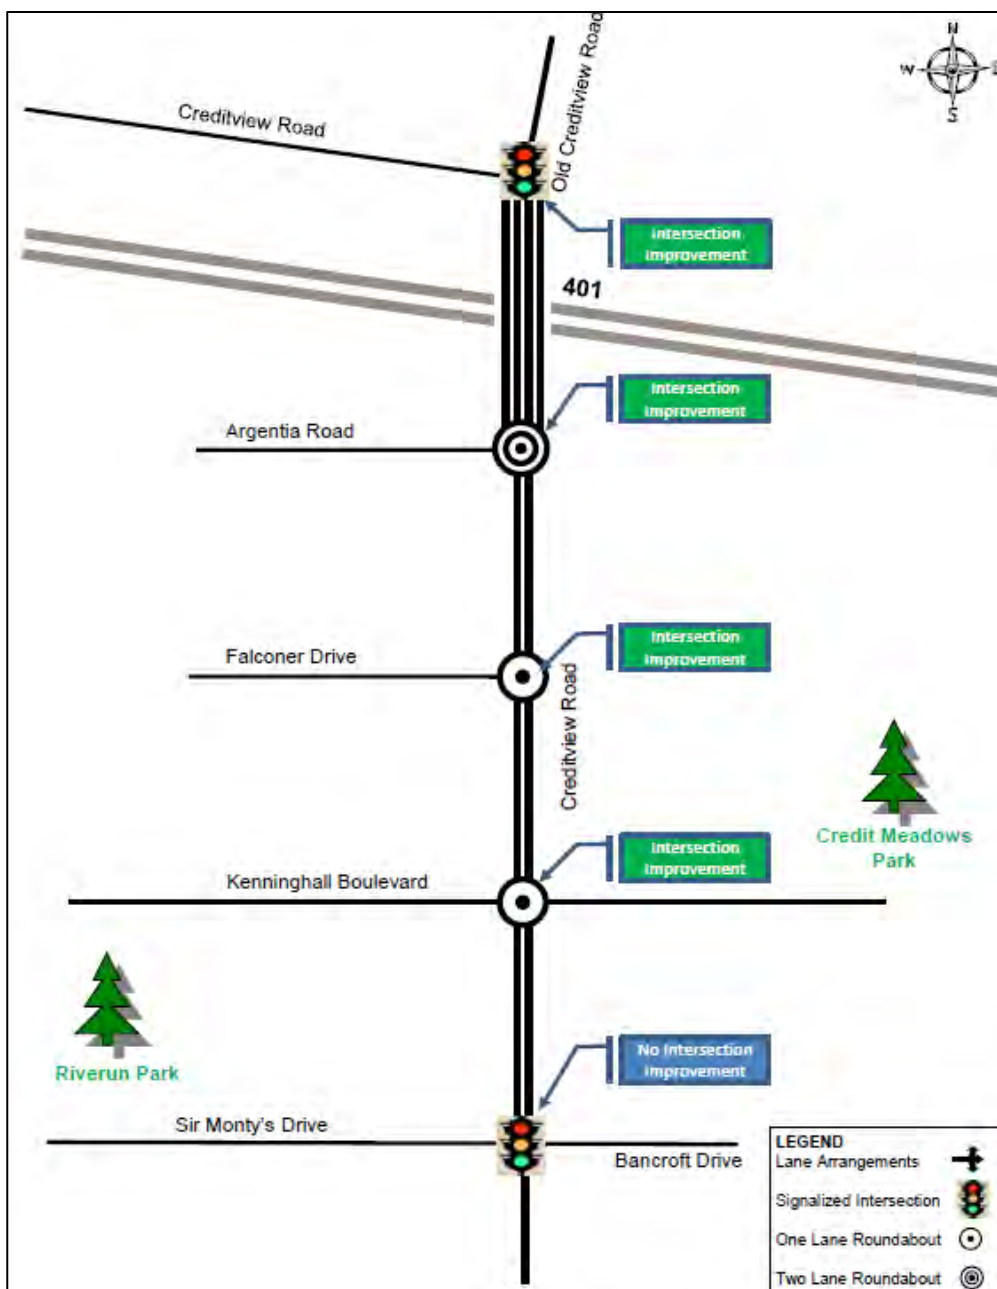 N
W
S
Old Creditview Road
Creditview Road
Intersection
Improvement
401
Intersection
Improvement
Argentia Road
Intersection
Improvement
Falconer Drive
Creditview Road
Credit Meadows
Park
Intersection
Improvement
Kenninghall Boulevard
No Intersection
Improvement
Riverun Park
Sir Monty's Drive
Bancroft Drive
LEGEND
Lane Arrangements
Signalized Intersection
One Lane Roundabout
Two Lane Roundabout